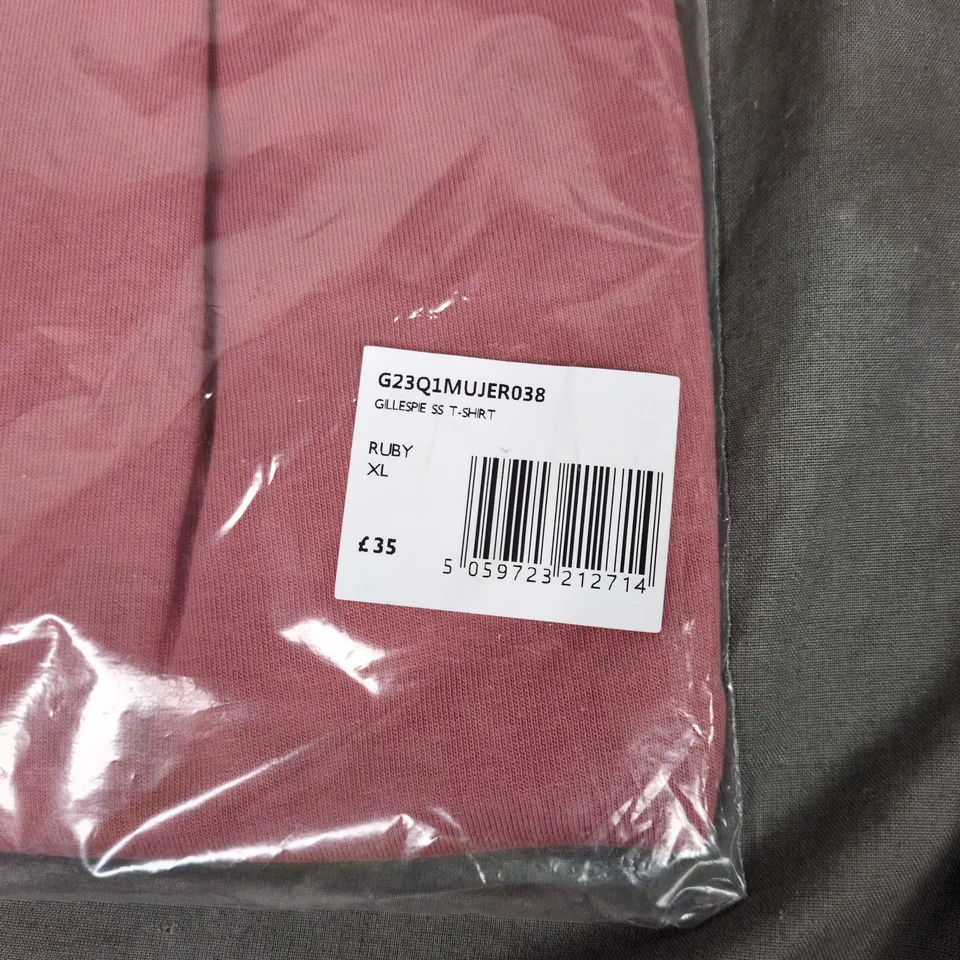 G23Q1MUJER038
GILLESPIE SS T-SHIRT
RUBY
XL
£35
5 059723 212714